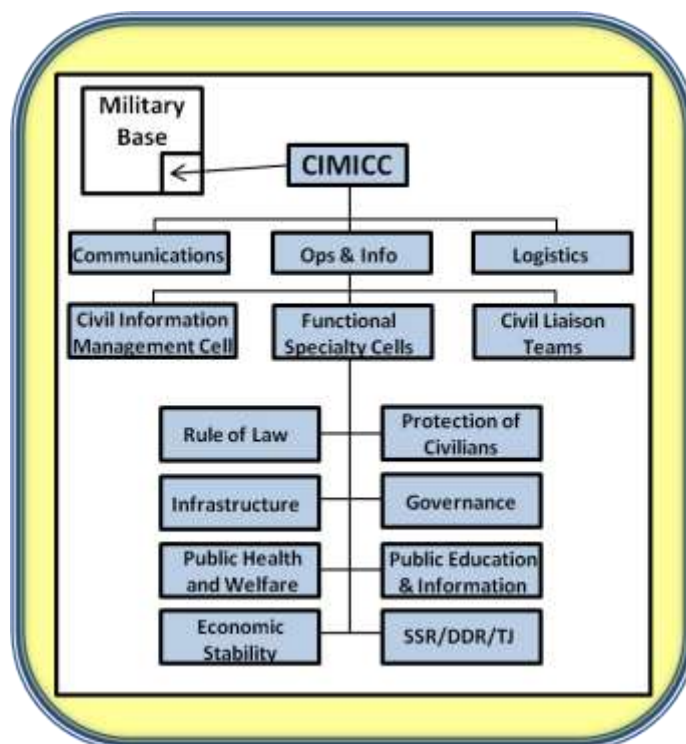 Military
Base
CIMICC
Communications
Ops & Info
Logistics
Civil Information
Management Cell
Functional
Specialty Cells
Civil Liaison
Teams
Rule of Law
Protection of
Civilians
Infrastructure
Governance
Public Health
and Welfare
Public Education
& Information
Economic
Stability
SSR/DDR/TJ